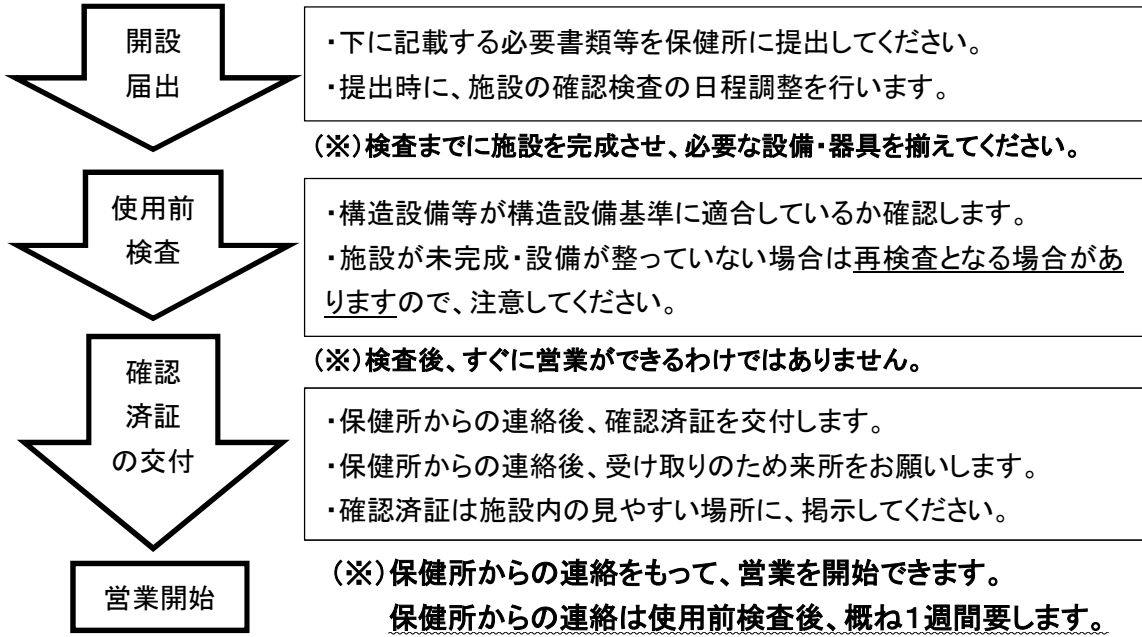 開設
届出
・下に記載する必要書類等を保健所に提出してください。
・提出時に、施設の確認検査の日程調整を行います。
(※)検査までに施設を完成させ、必要な設備・器具を揃えてください。
使用前
検査
・構造設備等が構造設備基準に適合しているか確認します。
・施設が未完成・設備が整っていない場合は再検査となる場合があ
りますので、注意してください。
(※)検査後、すぐに営業ができるわけではありません。
確認
済証
の交付
・保健所からの連絡後、確認済証を交付します。
・保健所からの連絡後、受け取りのため来所をお願いします。
・確認済証は施設内の見やすい場所に、掲示してください。
営業開始
(※)保健所からの連絡をもって、営業を開始できます。
保健所からの連絡は使用前検査後、概ね1週間要します。